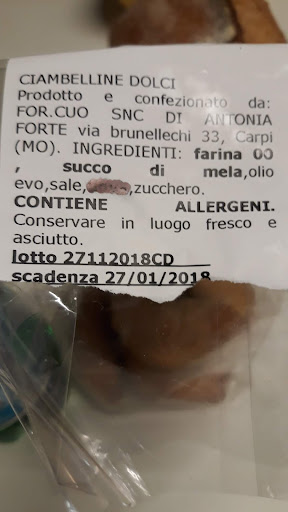 CIAMBELLINE DOLCI
Prodotto e confezionato da:
FOR.CUO SNC DI ANTONIA
FORTE via brunellechi 33, Carpi
(MO). INGREDIENTI: farina 00
, succo di mela,olio
evo,sale, ,zucchero.
CONTIENE ALLERGENI.
Conservare in luogo fresco e
asciutto.
lotto 27112018CD
scadenza 27/01/2018